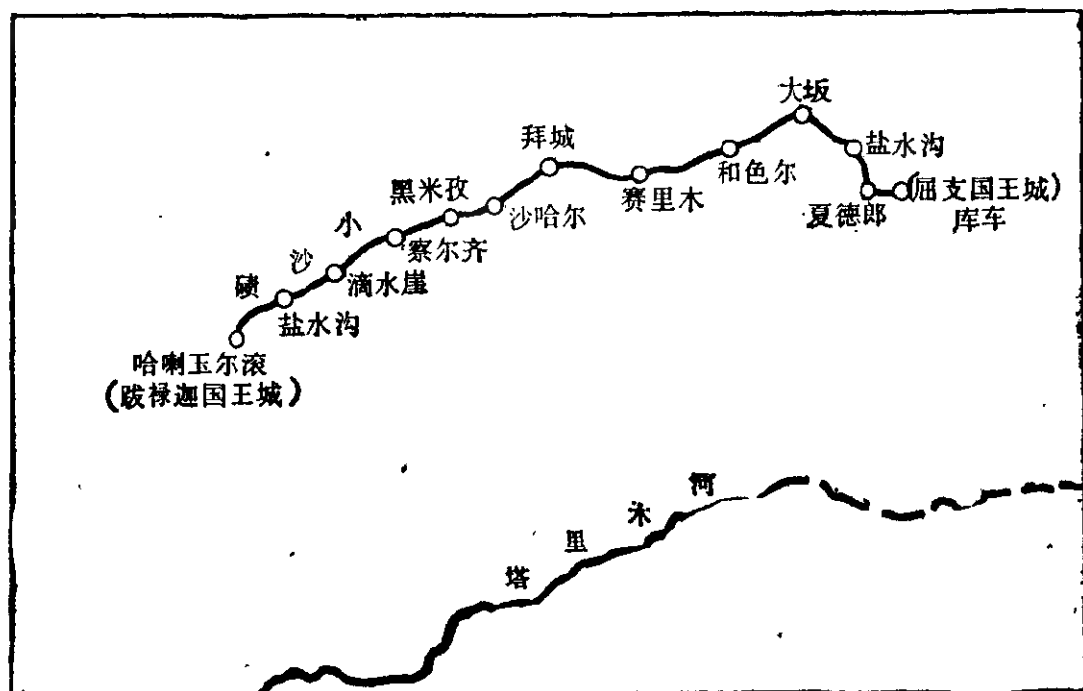 大坂
盐水沟
(屈支国王城)
库车
夏德郎
和色尔
赛里木
拜城
沙哈尔
黑米孜
察尔齐
滴水崖
盐水沟
小沙碛
哈喇玉尔滚
(跋禄迦国王城)
塔里木河